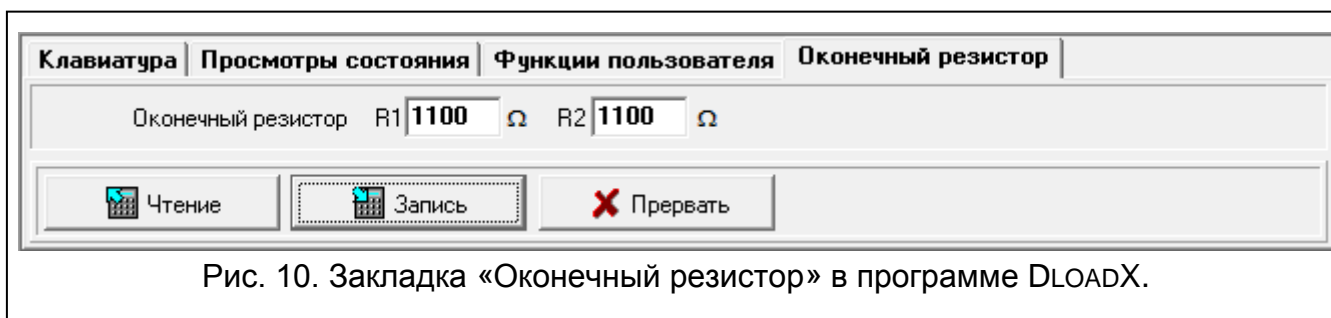 Клавиатура Просмотры состояния Функции пользователя Оконечный резистор
Оконечный резистор R1 1100 Ω R2 1100 Ω
Чтение Запись Прервать
Рис. 10. Закладка «Оконечный резистор» в программе DLOADX.